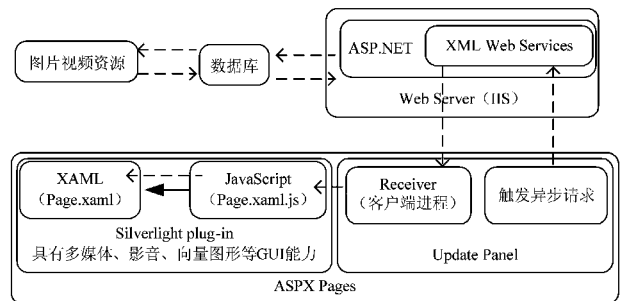 图片视频资源
数据库
ASP.NET
XML Web Services
Web Server（IIS）
XAML
（Page.xaml）
JavaScript
（Page.xaml.js）
Silverlight plug-in
具有多媒体、影音、向量图形等GUI能力
Receiver
（客户端进程）
触发异步请求
Update Panel
ASPX Pages